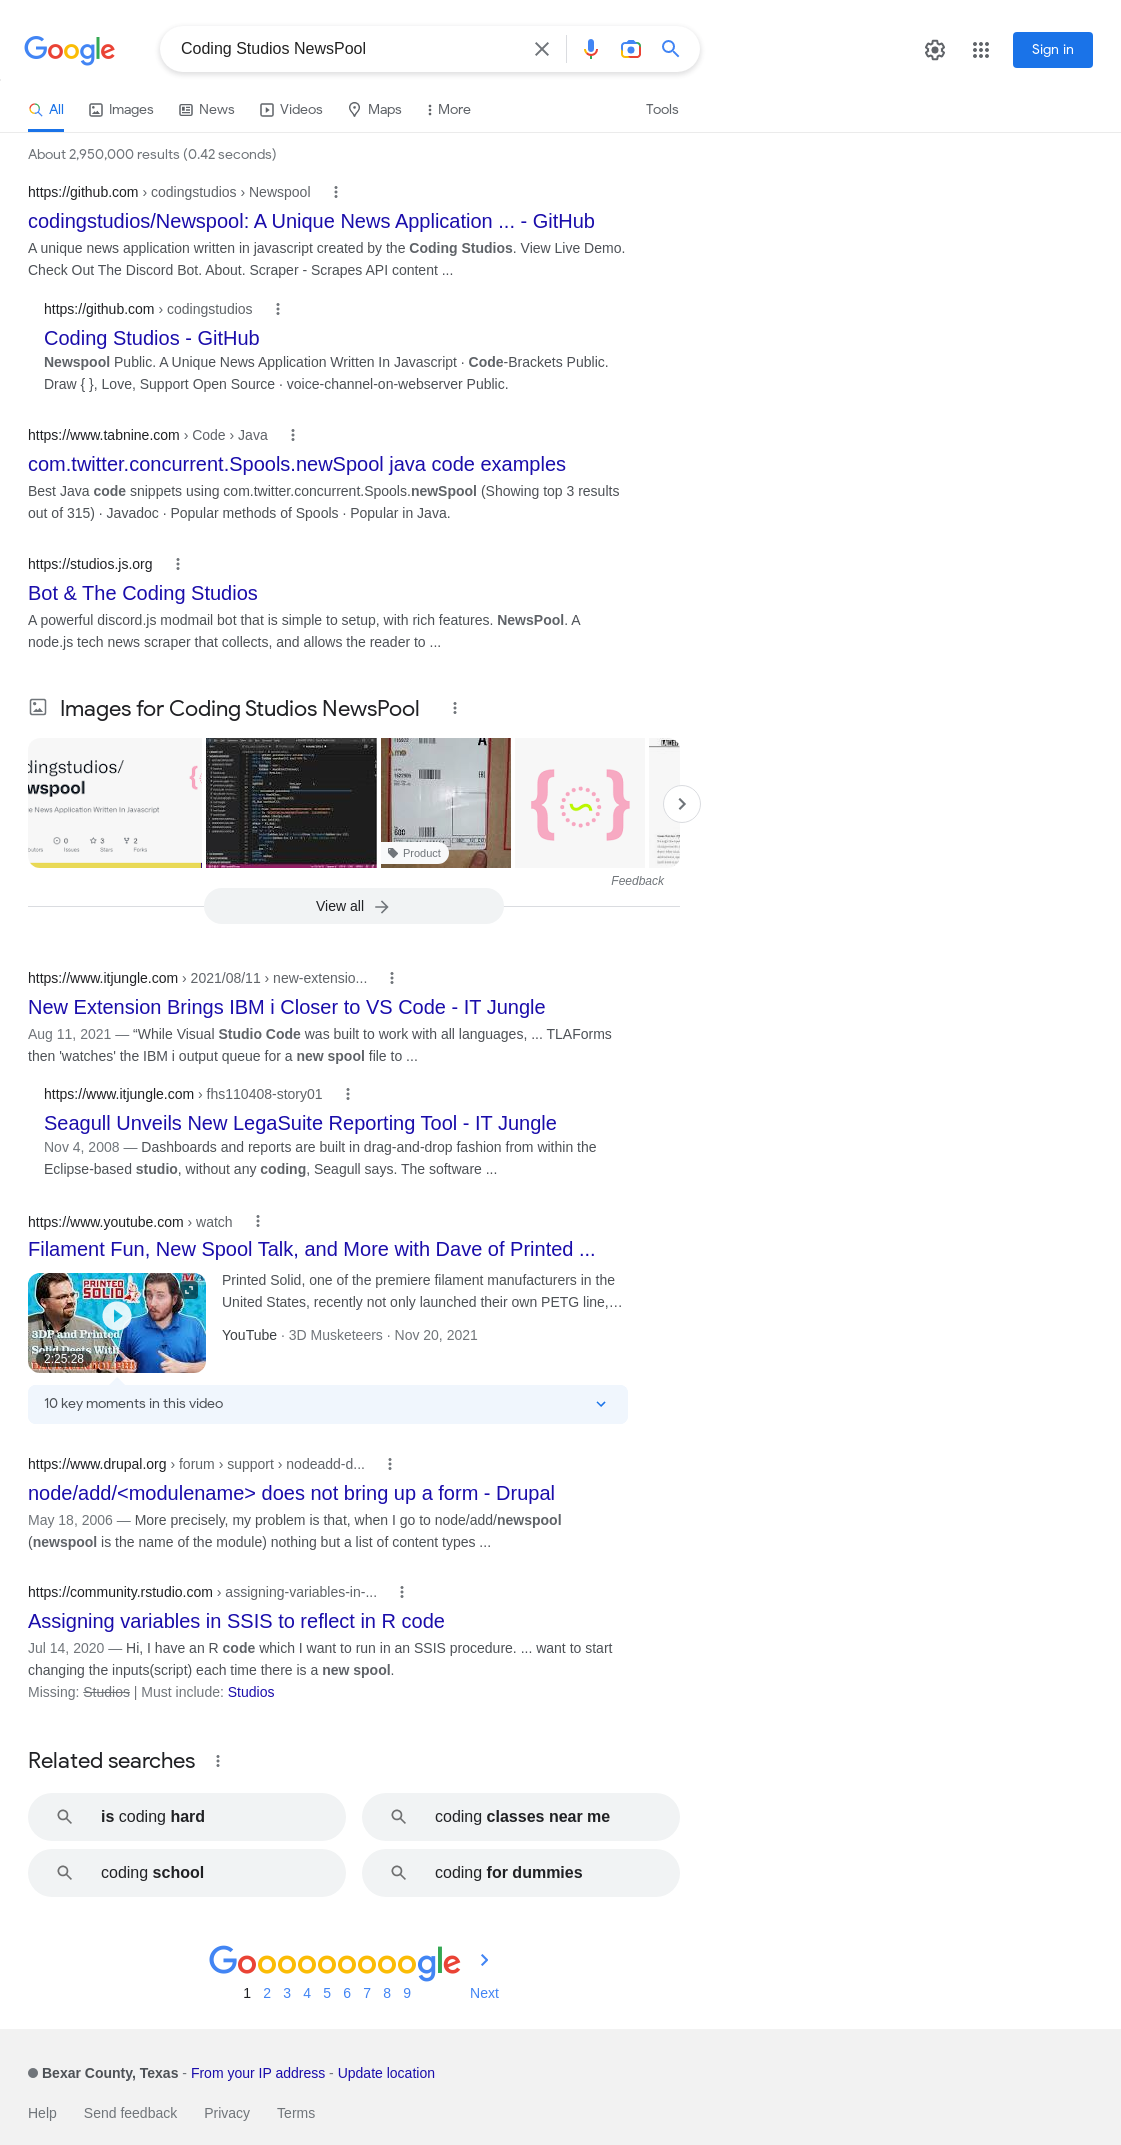 Google
Coding Studios NewsPool
Sign in
All
Images
News
Videos
Maps
More
Tools
About 2,950,000 results (0.42 seconds)
https://github.com › codingstudios › Newspool
codingstudios/Newspool: A Unique News Application ... - GitHub
A unique news application written in javascript created by the Coding Studios. View Live Demo.
Check Out The Discord Bot. About. Scraper - Scrapes API content ...
https://github.com › codingstudios
Coding Studios - GitHub
Newspool Public. A Unique News Application Written In Javascript · Code-Brackets Public.
Draw { }, Love, Support Open Source · voice-channel-on-webserver Public.
https://www.tabnine.com › Code › Java
com.twitter.concurrent.Spools.newSpool java code examples
Best Java code snippets using com.twitter.concurrent.Spools.newSpool (Showing top 3 results
out of 315) · Javadoc · Popular methods of Spools · Popular in Java.
https://studios.js.org
Bot & The Coding Studios
A powerful discord.js modmail bot that is simple to setup, with rich features. NewsPool. A
node.js tech news scraper that collects, and allows the reader to ...
Images for Coding Studios NewsPool
dingstudios/
wspool
e News Application Written In Javascript
0
3
2
Issues
Stars
Forks
Product
Feedback
View all
https://www.itjungle.com › 2021/08/11 › new-extensio...
New Extension Brings IBM i Closer to VS Code - IT Jungle
Aug 11, 2021 — “While Visual Studio Code was built to work with all languages, ... TLAForms
then 'watches' the IBM i output queue for a new spool file to ...
https://www.itjungle.com › fhs110408-story01
Seagull Unveils New LegaSuite Reporting Tool - IT Jungle
Nov 4, 2008 — Dashboards and reports are built in drag-and-drop fashion from within the
Eclipse-based studio, without any coding, Seagull says. The software ...
https://www.youtube.com › watch
Filament Fun, New Spool Talk, and More with Dave of Printed ...
PRINTED
SOLID
3DP and Printed
Solid Deets With
2:25:28
Printed Solid, one of the premiere filament manufacturers in the
United States, recently not only launched their own PETG line,…
YouTube · 3D Musketeers · Nov 20, 2021
10 key moments in this video
https://www.drupal.org › forum › support › nodeadd-d...
node/add/<modulename> does not bring up a form - Drupal
May 18, 2006 — More precisely, my problem is that, when I go to node/add/newspool
(newspool is the name of the module) nothing but a list of content types ...
https://community.rstudio.com › assigning-variables-in-...
Assigning variables in SSIS to reflect in R code
Jul 14, 2020 — Hi, I have an R code which I want to run in an SSIS procedure. ... want to start
changing the inputs(script) each time there is a new spool.
Missing: Studios | Must include: Studios
Related searches
is coding hard
coding classes near me
coding school
coding for dummies
Goooooooooogle
1 2 3 4 5 6 7 8 9 Next
Bexar County, Texas - From your IP address - Update location
Help Send feedback Privacy Terms